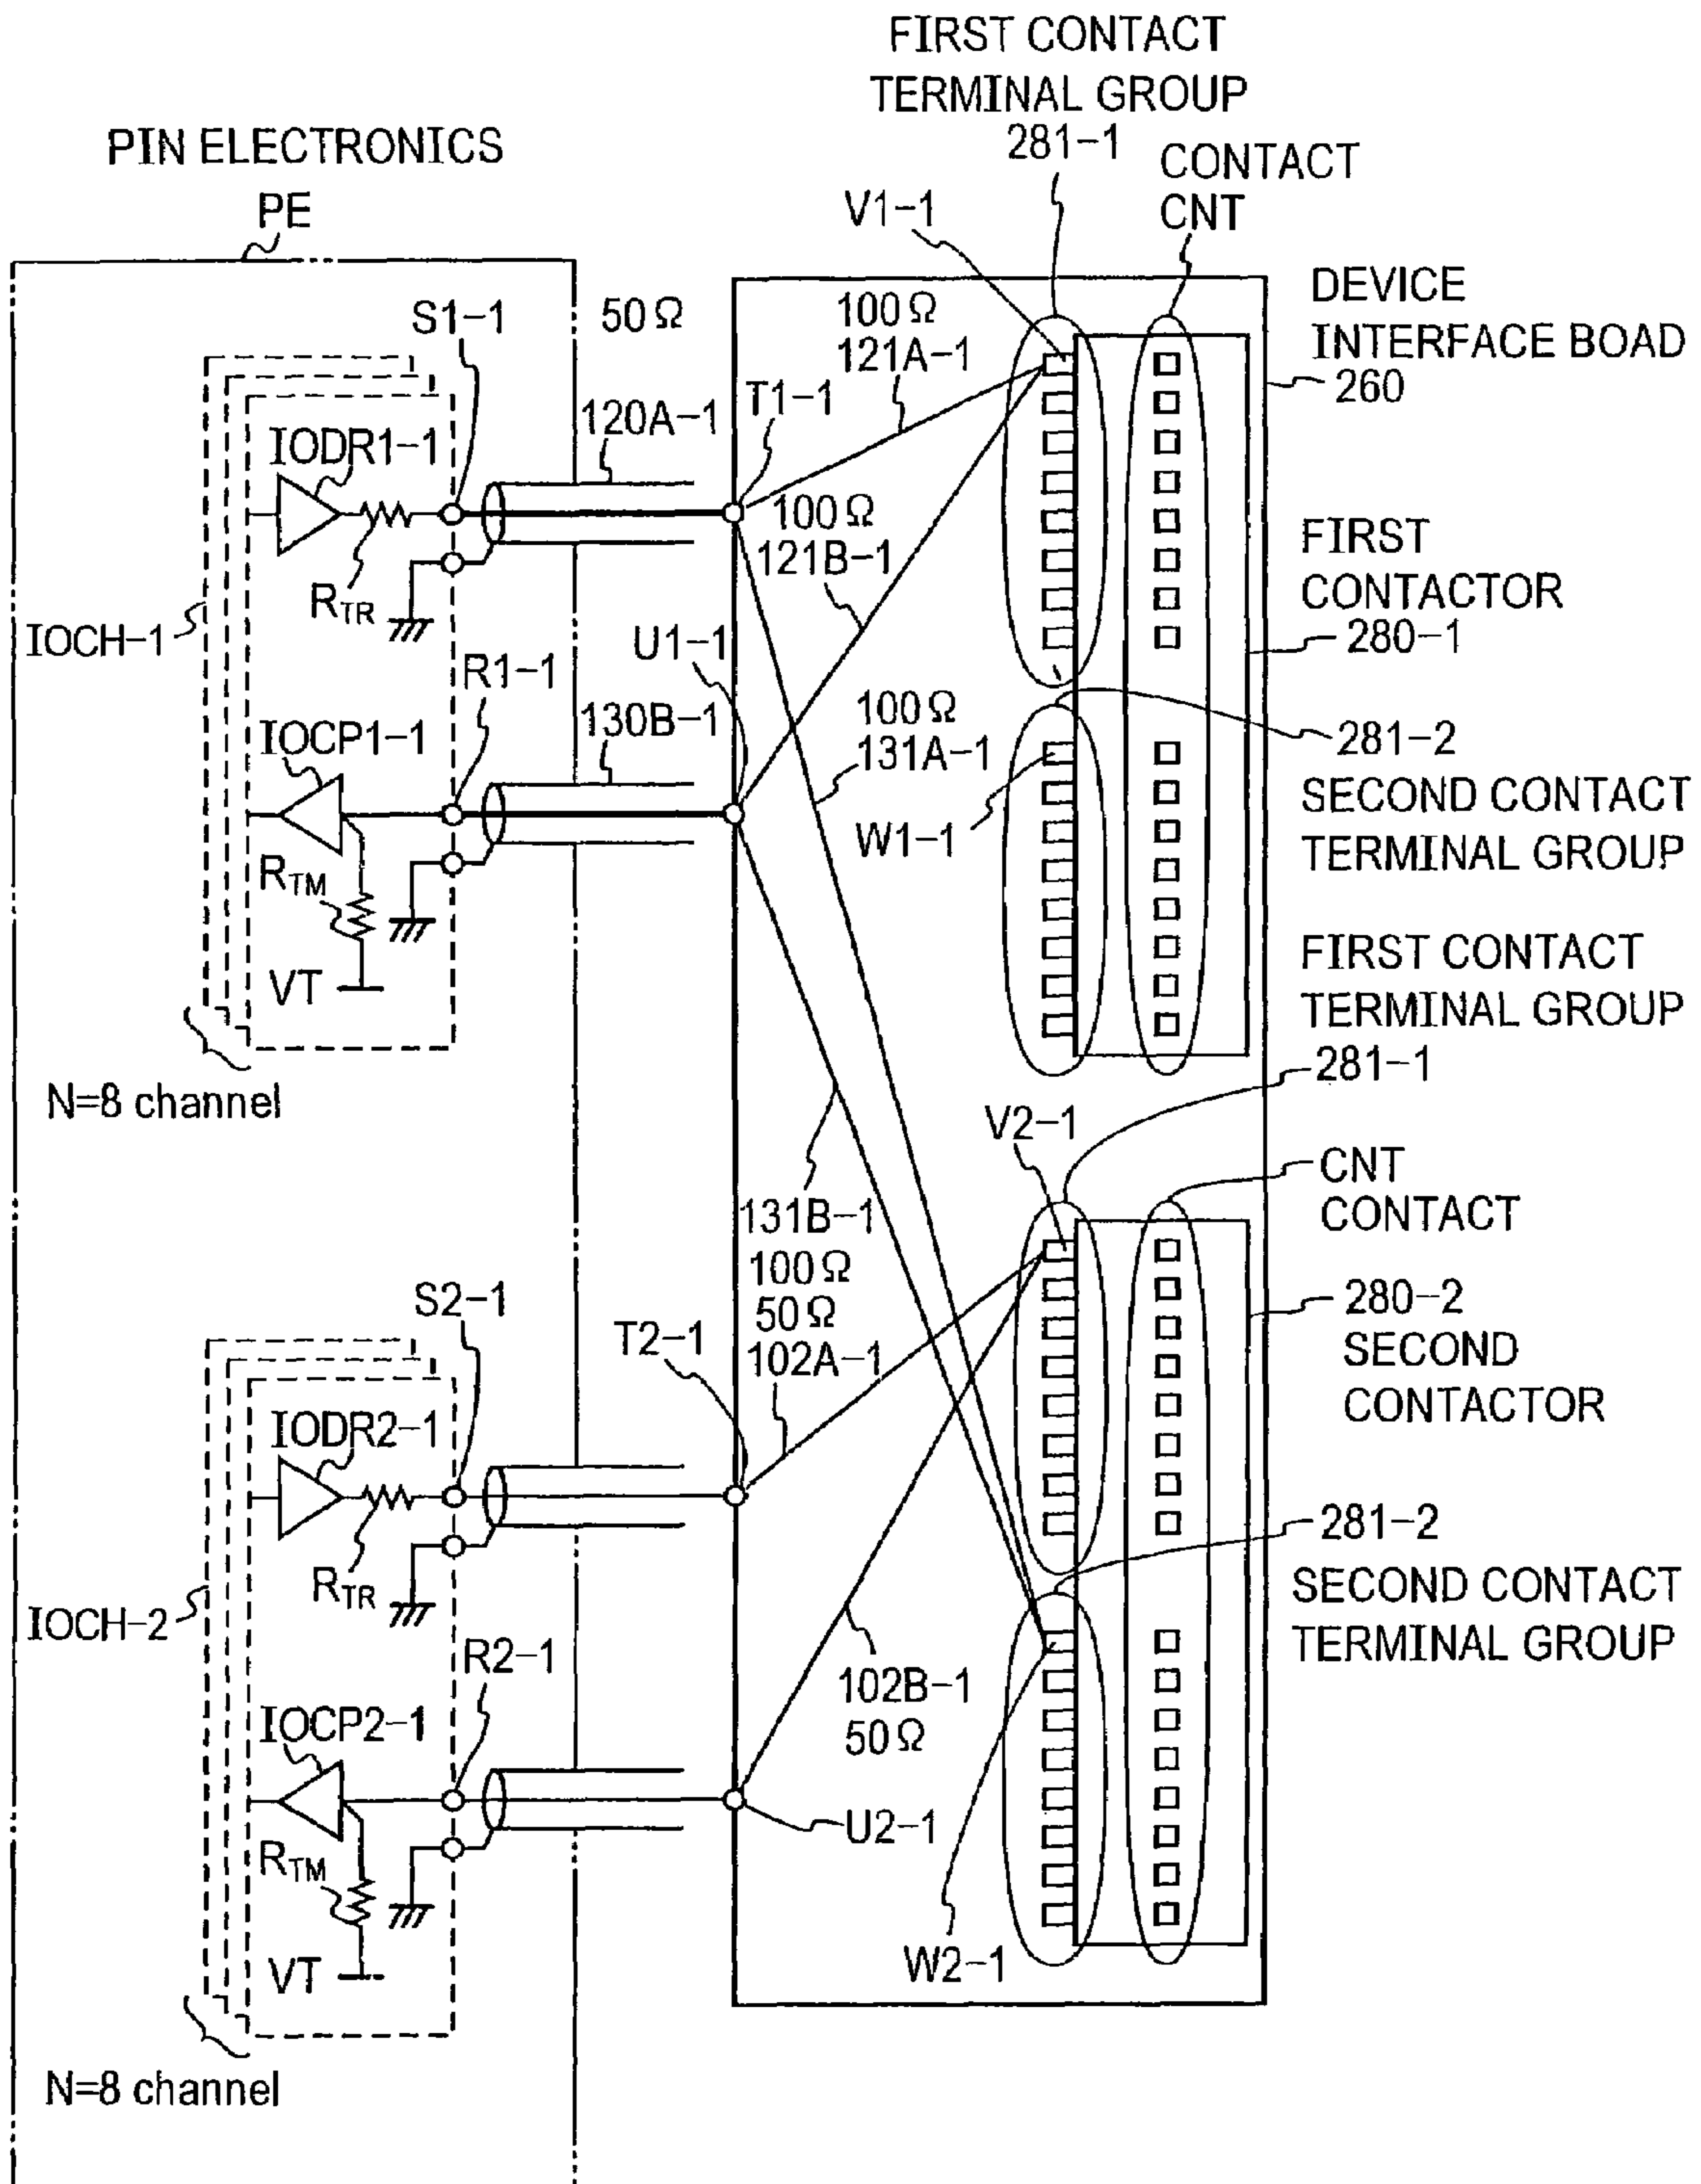 FIRST CONTACT
TERMINAL GROUP
281-1
PIN ELECTRONICS
PE
CONTACT
CNT
V1-1
DEVICE
INTERFACE BOAD
260
S1-1
50Ω
100Ω
121A-1
T1-1
120A-1
IODR1-1
100Ω
121B-1
RTR
FIRST
CONTACTOR
280-1
IOCH-1
U1-1
R1-1
130B-1
100Ω
131A-1
IOCP1-1
281-2
SECOND CONTACT
TERMINAL GROUP
W1-1
RTM
VT
FIRST CONTACT
TERMINAL GROUP
281-1
N=8 channel
V2-1
CNT
CONTACT
131B-1
100Ω
50Ω
102A-1
280-2
SECOND
CONTACTOR
S2-1
T2-1
IODR2-1
281-2
SECOND CONTACT
TERMINAL GROUP
RTR
IOCH-2
R2-1
102B-1
50Ω
IOCP2-1
U2-1
RTM
VT
W2-1
N=8 channel